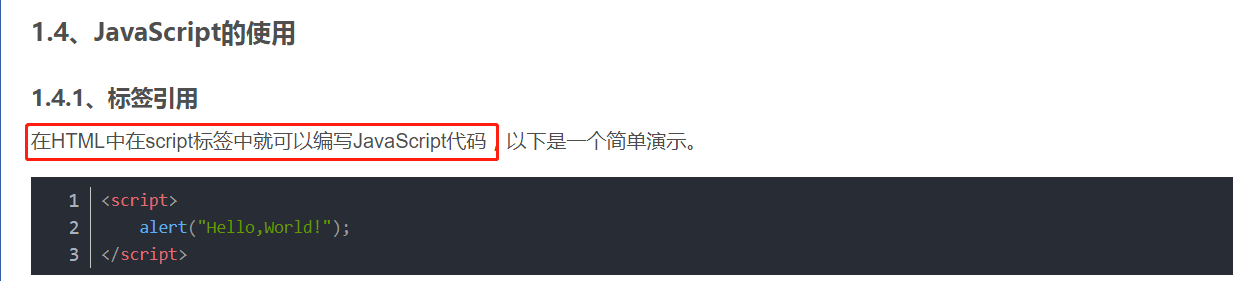 1.4、JavaScript的使用
1.4.1、标签引用
在HTML中在script标签中就可以编写JavaScript代码，以下是一个简单演示。
1 <script>
2 alert("Hello,World!");
3 </script>